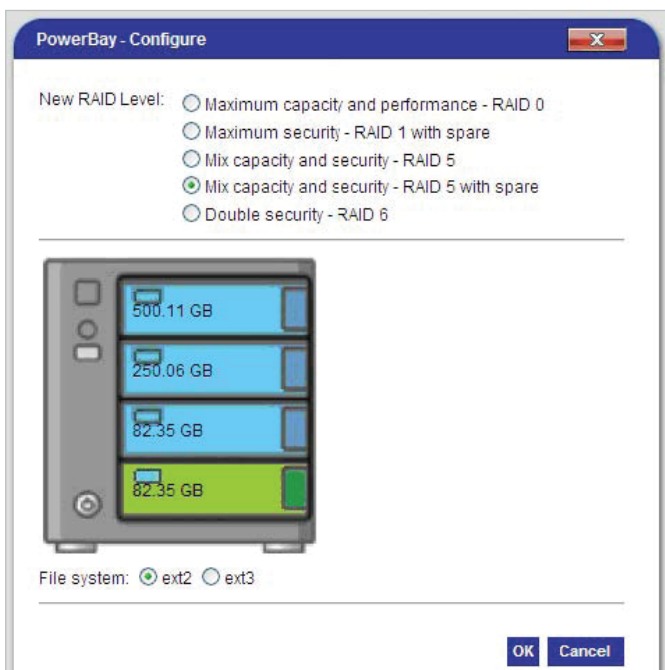 PowerBay - Configure
X
New RAID Level:
Maximum capacity and performance - RAID 0
Maximum security - RAID 1 with spare
Mix capacity and security - RAID 5
Mix capacity and security - RAID 5 with spare
Double security - RAID 6
500.11 GB
250.06 GB
82.35 GB
82.35 GB
File system: ext2 ext3
OK Cancel